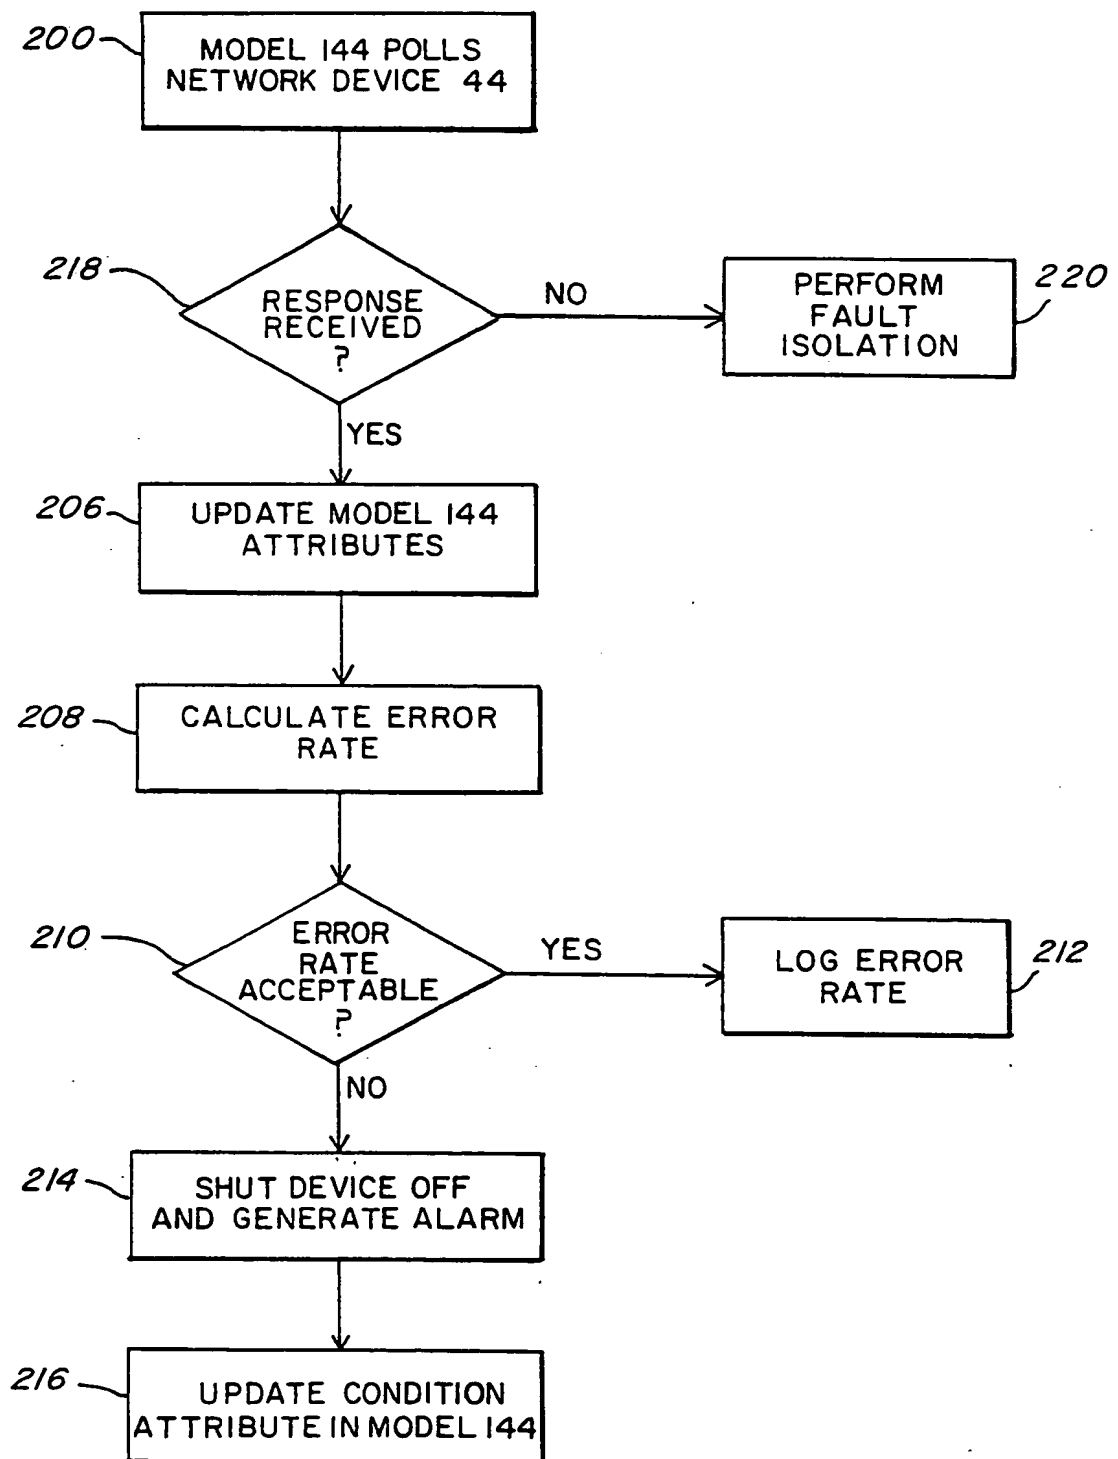 200
MODEL 144 POLLS
NETWORK DEVICE 44
218
RESPONSE
RECEIVED
?
NO
PERFORM
FAULT
ISOLATION
220
YES
206
UPDATE MODEL 144
ATTRIBUTES
208
CALCULATE ERROR
RATE
210
ERROR
RATE
ACCEPTABLE
?
YES
LOG ERROR
RATE
212
NO
214
SHUT DEVICE OFF
AND GENERATE ALARM
216
UPDATE CONDITION
ATTRIBUTE IN MODEL 144